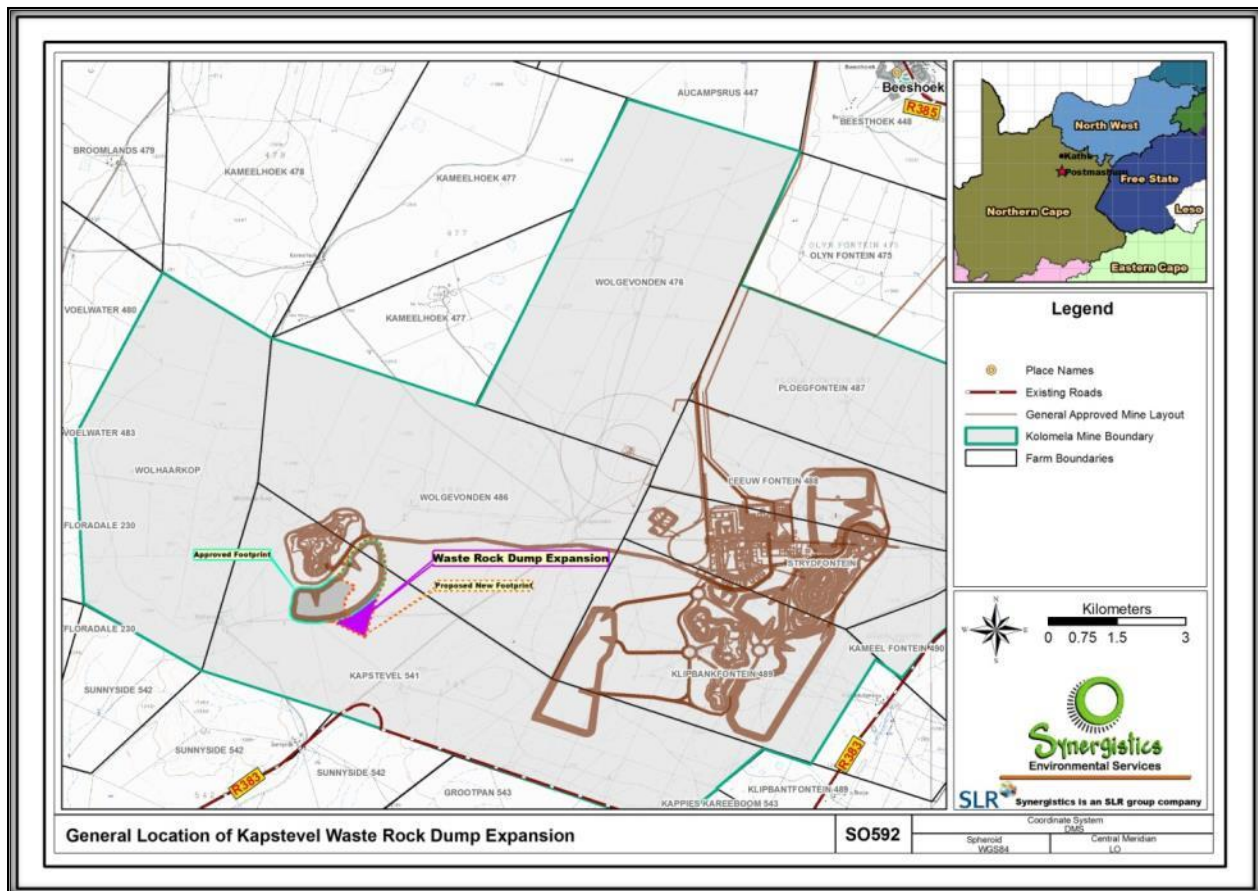 Beeshoek
Beeshoek
R385
AUCAMPSRUS 447
BEESTHOEK 448
BROOMLANDS 479
KAMEELHOEK 478
KAMEELHOEK 477
OLYN FONTEIN 475
OLYN FONTEIN 475
WOLGEVONDEN 476
VOELWATER 480
KAMEELHOEK 477
PLOEGFONTEIN 487
VOELWATER 483
WOLHAARKOP
WOLGEVONDEN 486
LEEUW FONTEIN 488
FLORADALE 230
Approved Footprint
Waste Rock Dump Expansion
STRYDFONTEIN
Proposed New Footprint
FLORADALE 230
KAMEEL FONTEIN 490
KAPSTEVEL 541
KLIPBANKFONTEIN 489
SUNNYSIDE 542
SUNNYSIDE 542
R383
SUNNYSIDE 542
GROOTPAN 543
R383
KLIPBANTFONTEIN 489
KAPPIES KAREEBOOM 543
North West
Kathu
Postmasburg
Free State
Northern Cape
Leso
Eastern Cape
Legend
Place Names
Existing Roads
General Approved Mine Layout
Kolomela Mine Boundary
Farm Boundaries
N
W
E
S
Kilometers
0 0.75 1.5 3
Synergistics
Environmental Services
SLR Synergistics is an SLR group company
General Location of Kapstevel Waste Rock Dump Expansion
SO592
Coordinate System
DMS
Spheroid
WGS84
Central Meridian
LO